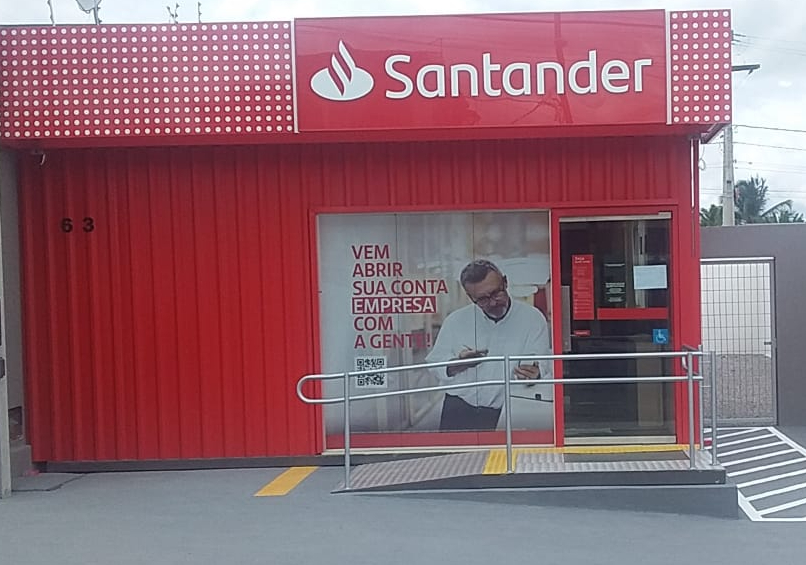 Santander
63
VEM
ABRIR
SUA CONTA
EMPRESA
COM
A GENTE!